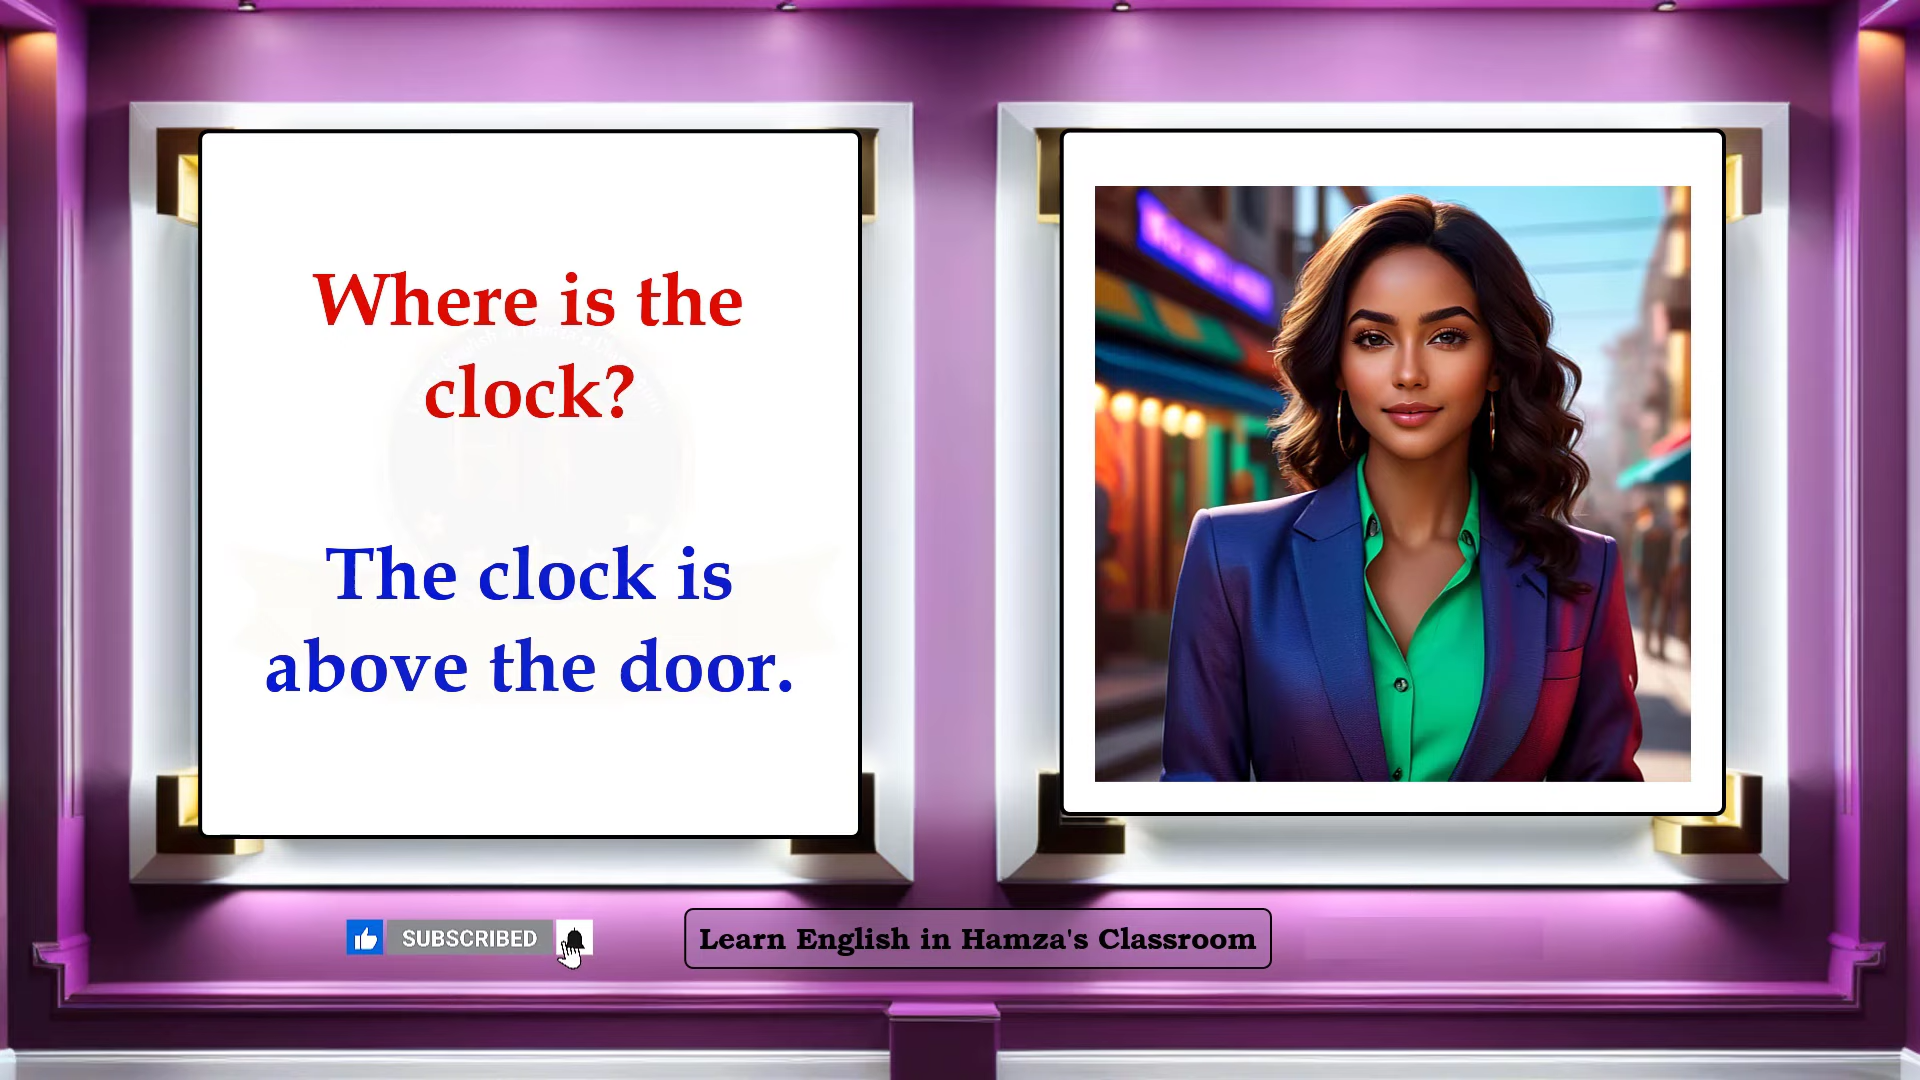 Where is the
clock?
The clock is
above the door.
SUBSCRIBED
Learn English in Hamza's Classroom